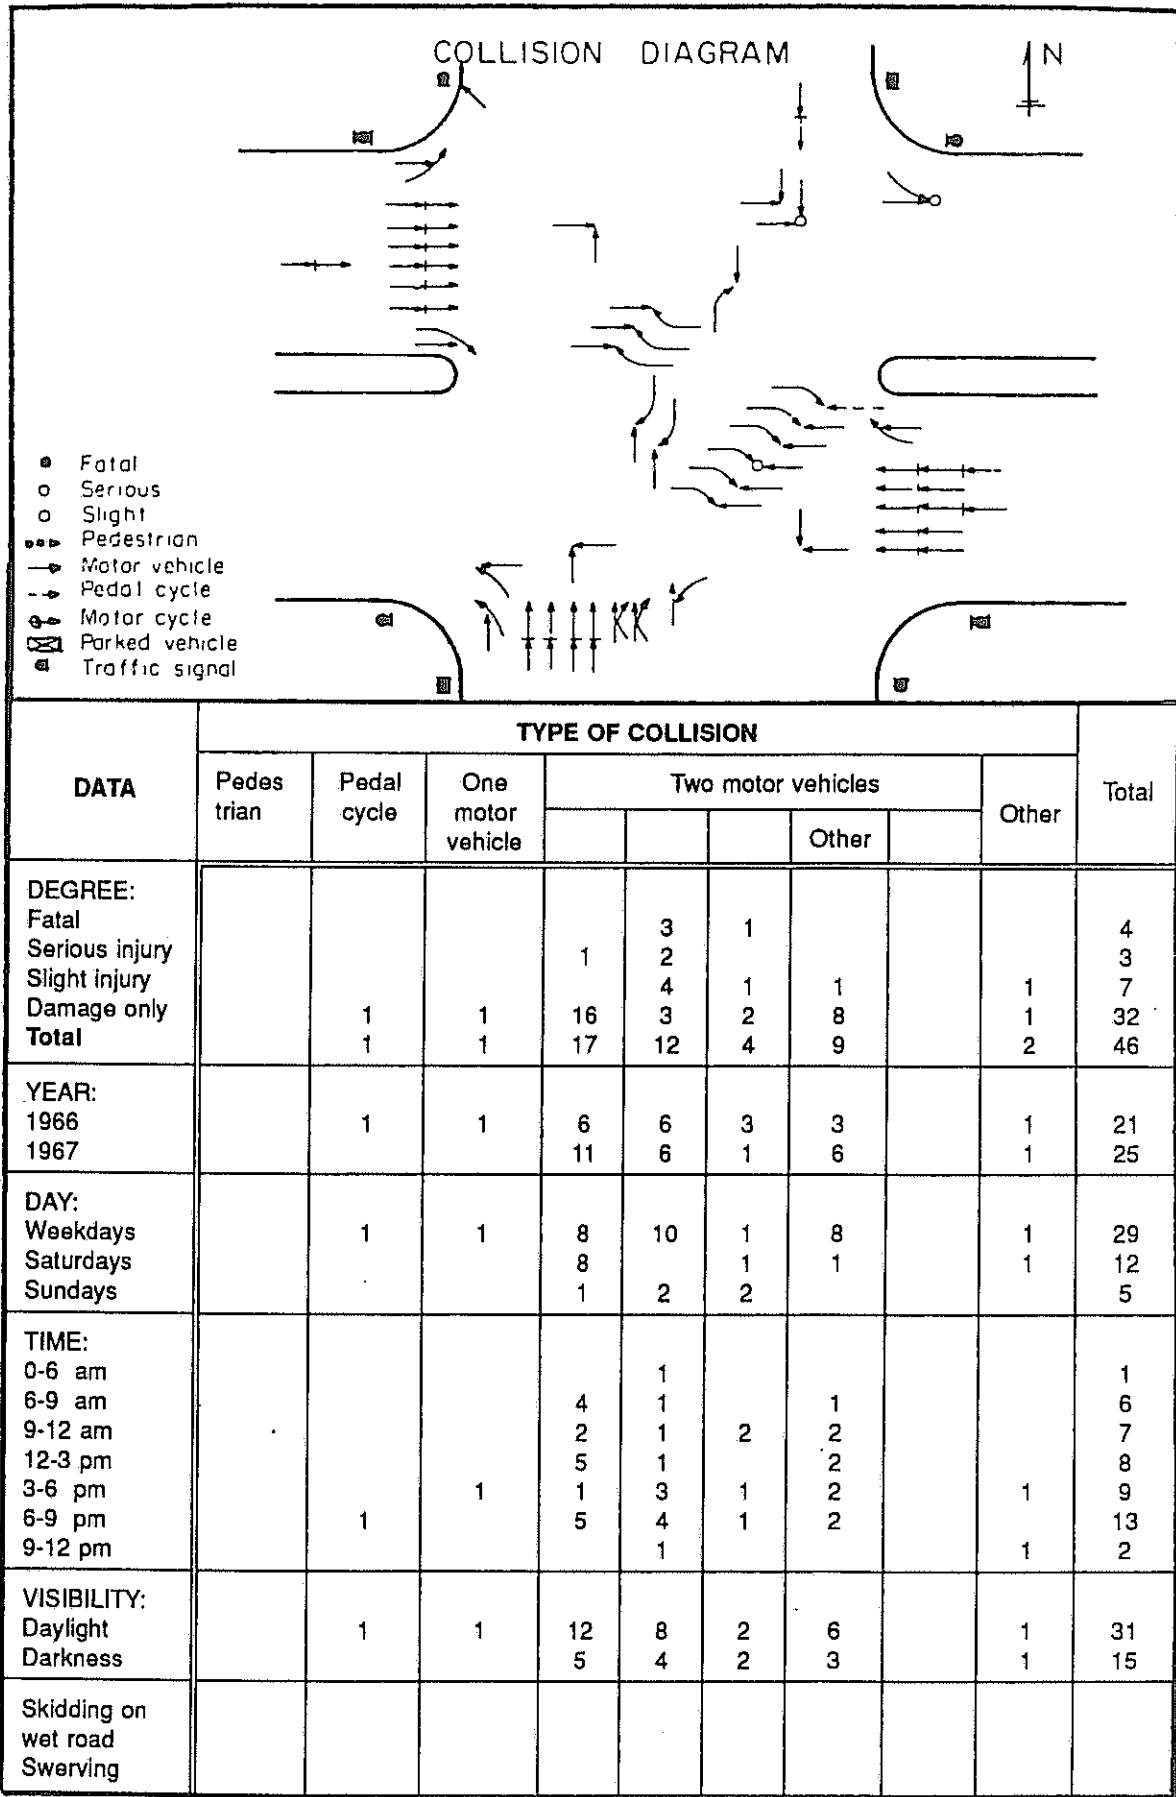 COLLISION DIAGRAM
N
Fatal
Serious
Slight
Pedestrian
Motor vehicle
Pedal cycle
Motor cycle
Parked vehicle
Traffic signal
DATA
TYPE OF COLLISION
Total
Pedes trian
Pedal cycle
One motor vehicle
Two motor vehicles
Other
Other
DEGREE:
Fatal 3 1 4
Serious injury 1 2 3
Slight injury 4 1 1 1 7
Damage only 1 1 16 3 2 8 1 32
Total 1 1 17 12 4 9 2 46
YEAR:
1966 1 1 6 6 3 3 1 21
1967 11 6 1 6 1 25
DAY:
Weekdays 1 1 8 10 1 8 1 29
Saturdays 8 1 1 1 12
Sundays 1 2 2 5
TIME:
0-6 am 1 1
6-9 am 4 1 1 6
9-12 am 2 1 2 2 7
12-3 pm 5 1 2 8
3-6 pm 1 1 3 1 2 1 9
6-9 pm 1 5 4 1 2 13
9-12 pm 1 1 2
VISIBILITY:
Daylight 1 1 12 8 2 6 1 31
Darkness 5 4 2 3 1 15
Skidding on
wet road
Swerving